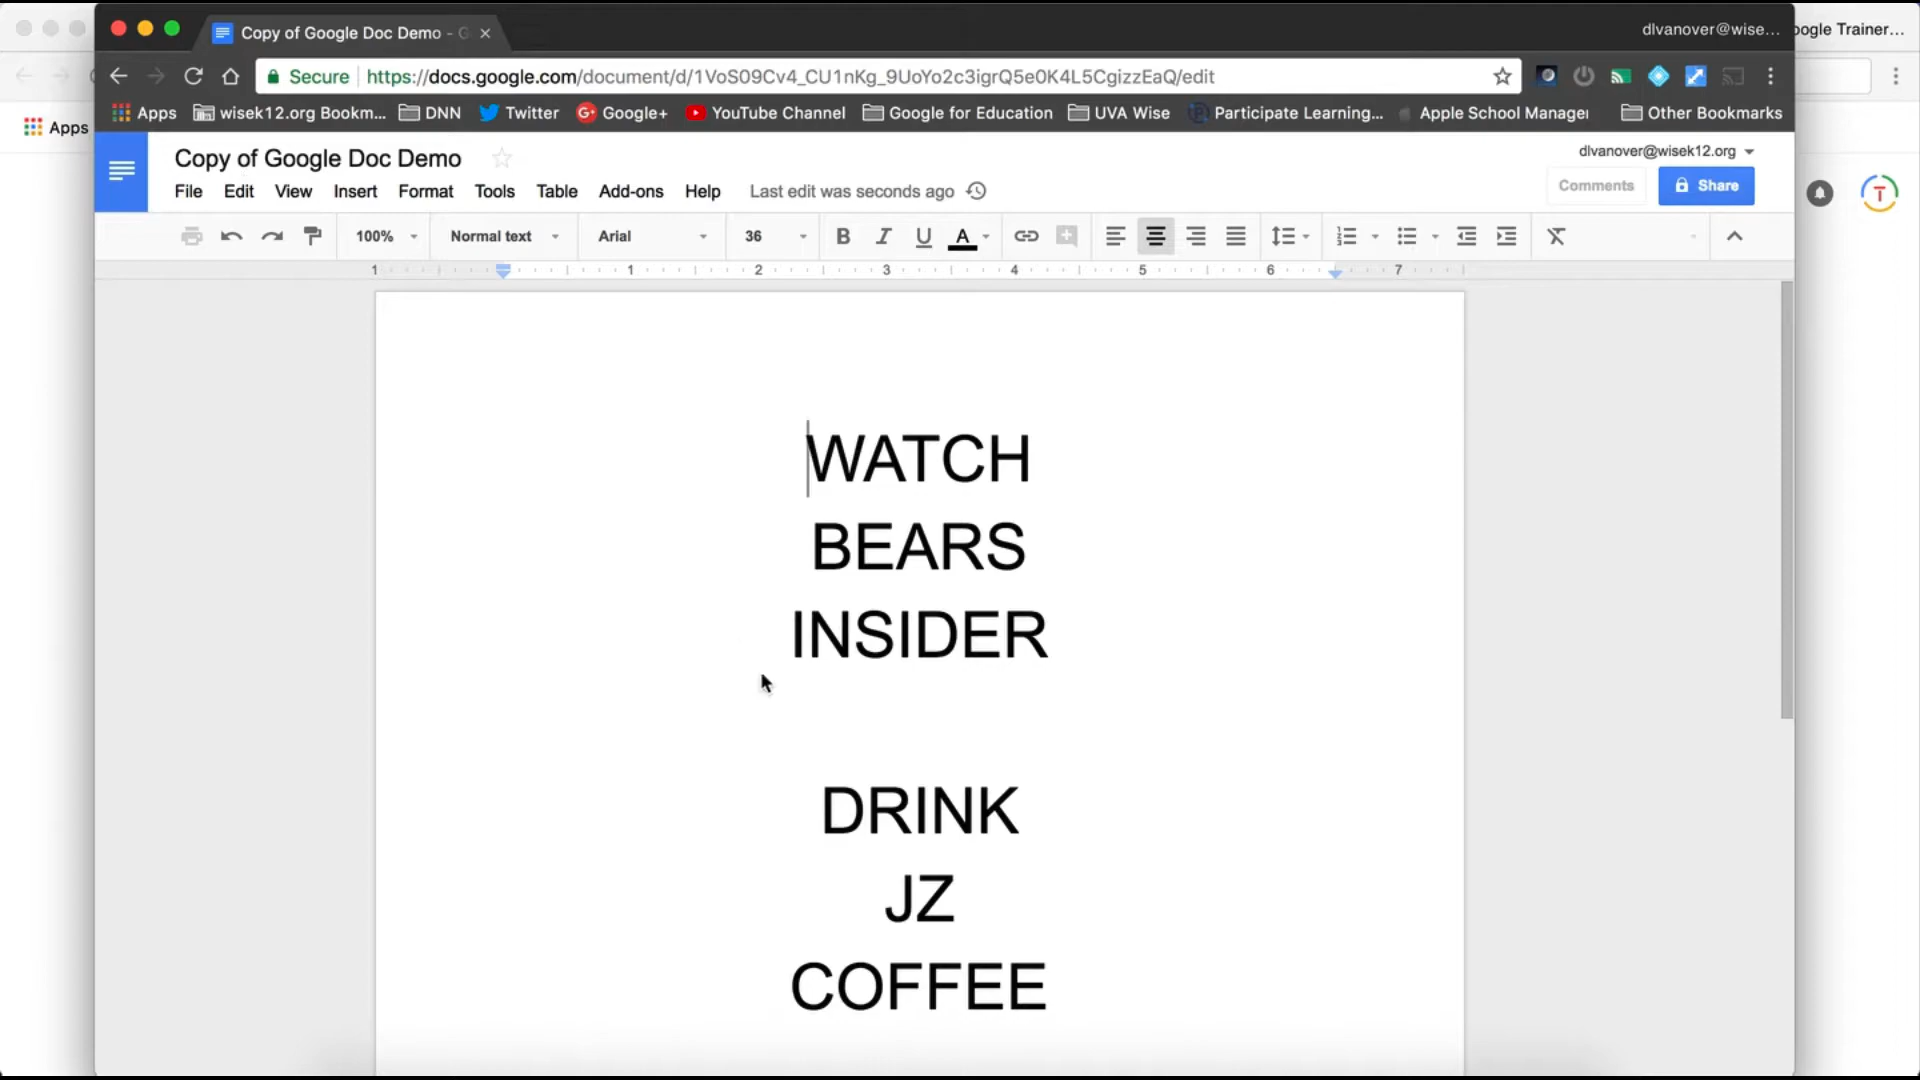 Copy of Google Doc Demo - G
dlvanover@wise...
oogle Trainer...
Secure
https://docs.google.com/document/d/1VoS09Cv4_CU1nKg_9UoYo2c3igrQ5e0K4L5CgizzEaQ/edit
Apps
Apps wisek12.org Bookm... DNN Twitter Google+ YouTube Channel Google for Education UVA Wise Participate Learning... Apple School Manager Other Bookmarks
Copy of Google Doc Demo
dlvanover@wisek12.org
File Edit View Insert Format Tools Table Add-ons Help Last edit was seconds ago
Comments Share
T
100% Normal text Arial 36 B I U A
1 1 2 3 4 5 6 7
WATCH
BEARS
INSIDER
DRINK
JZ
COFFEE